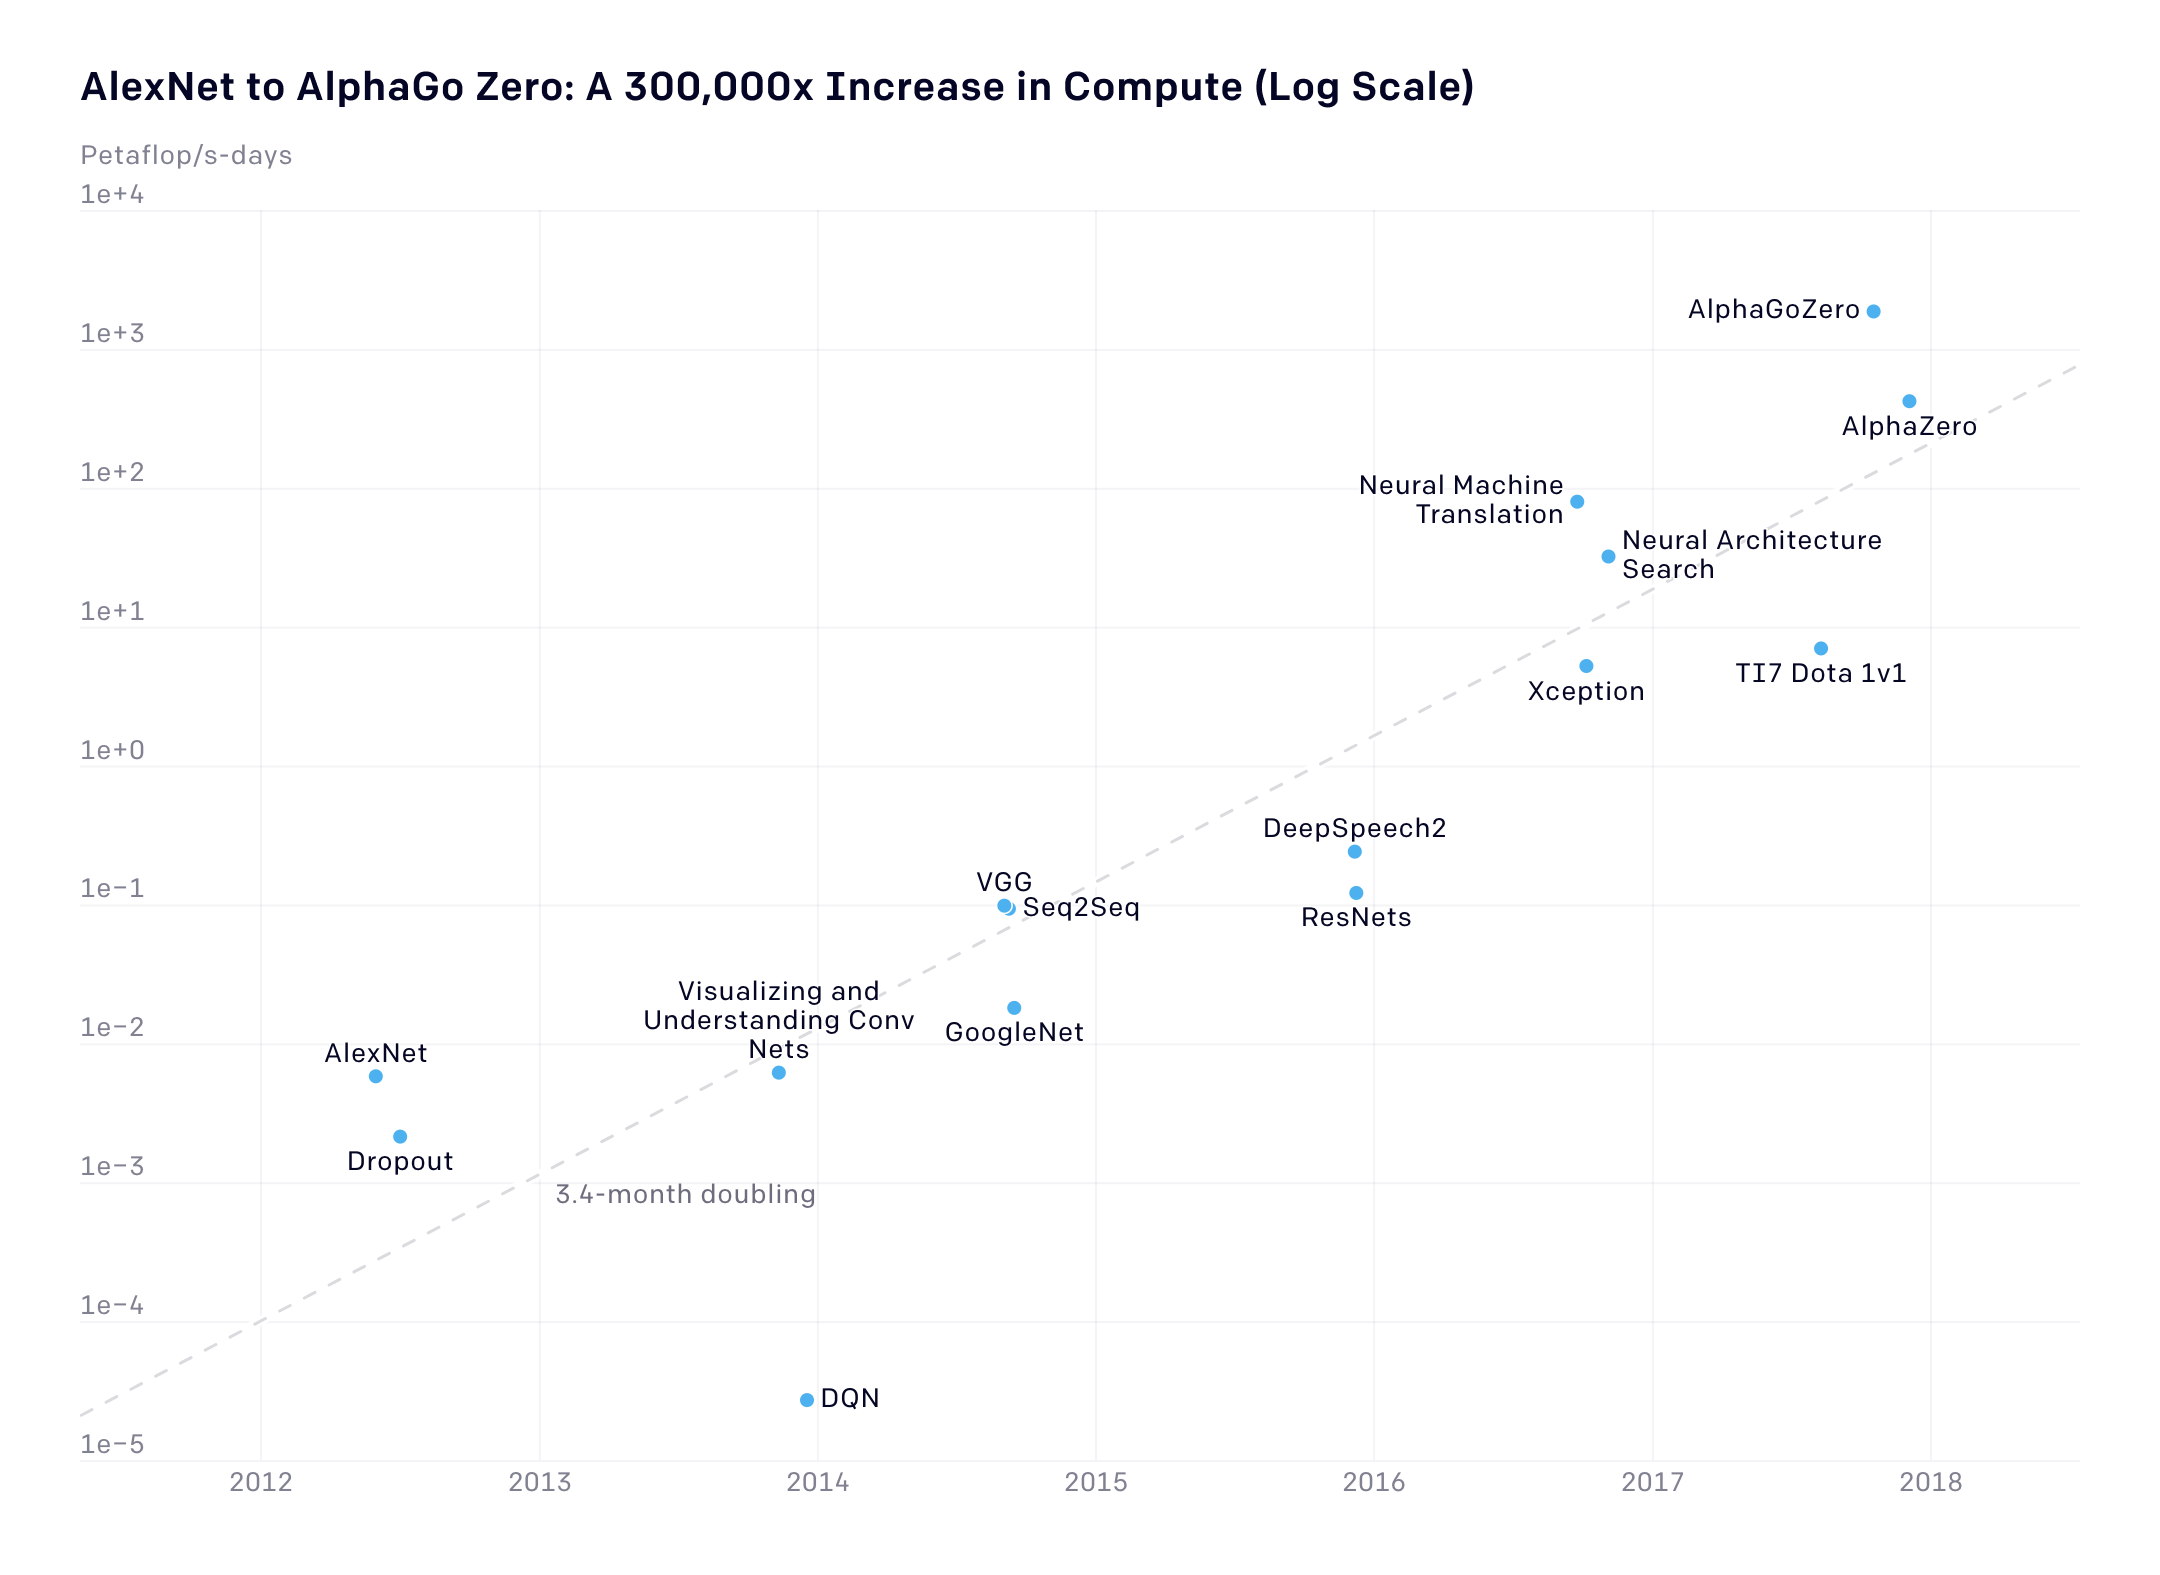 AlexNet to AlphaGo Zero: A 300,000x Increase in Compute (Log Scale)
Petaflop/s-days
1e+4
AlphaGoZero
1e+3
AlphaZero
1e+2
Neural Machine
Translation
Neural Architecture
Search
1e+1
TI7 Dota 1v1
Xception
1e+0
DeepSpeech2
VGG
1e−1
Seq2Seq
ResNets
Visualizing and
Understanding Conv
Nets
GoogleNet
1e−2
AlexNet
Dropout
1e−3
3.4-month doubling
1e−4
DQN
1e−5
2012 2013 2014 2015 2016 2017 2018